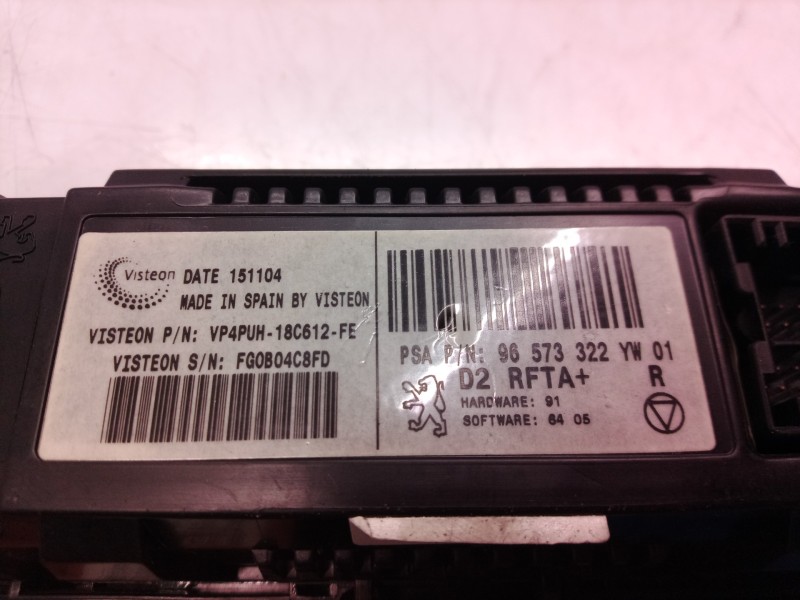 Visteon DATE 151104
MADE IN SPAIN BY VISTEON
VISTEON P/N: VP4PUH-18C612-FE
VISTEON S/N: FG0B04C8FD
PSA P/N: 96 573 322 YW 01
D2 RFTA+ R
HARDWARE: 91
SOFTWARE: 64 05